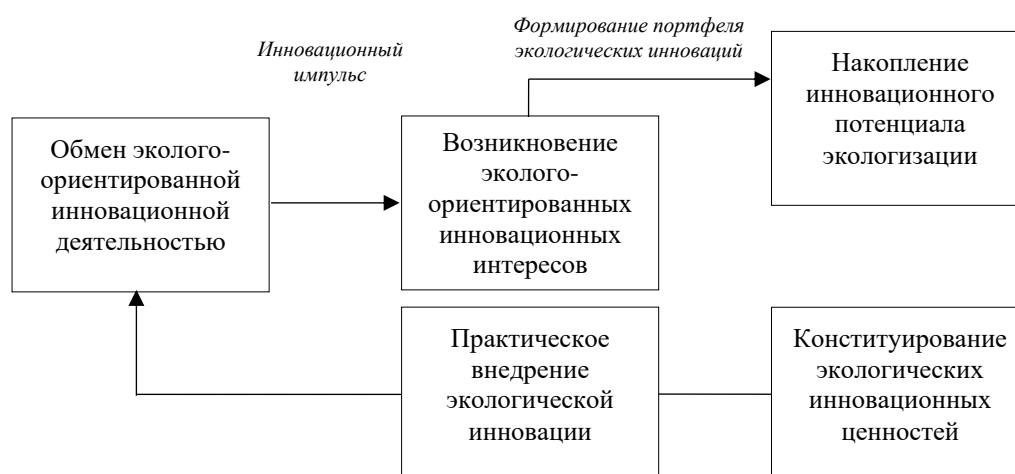 Инновационный
импульс
Формирование портфеля
экологических инноваций
Обмен эколого-
ориентированной
инновационной
деятельностью
Возникновение
эколого-
ориентированных
инновационных
интересов
Накопление
инновационного
потенциала
экологизации
Практическое
внедрение
экологической
инновации
Конституирование
экологических
инновационных
ценностей